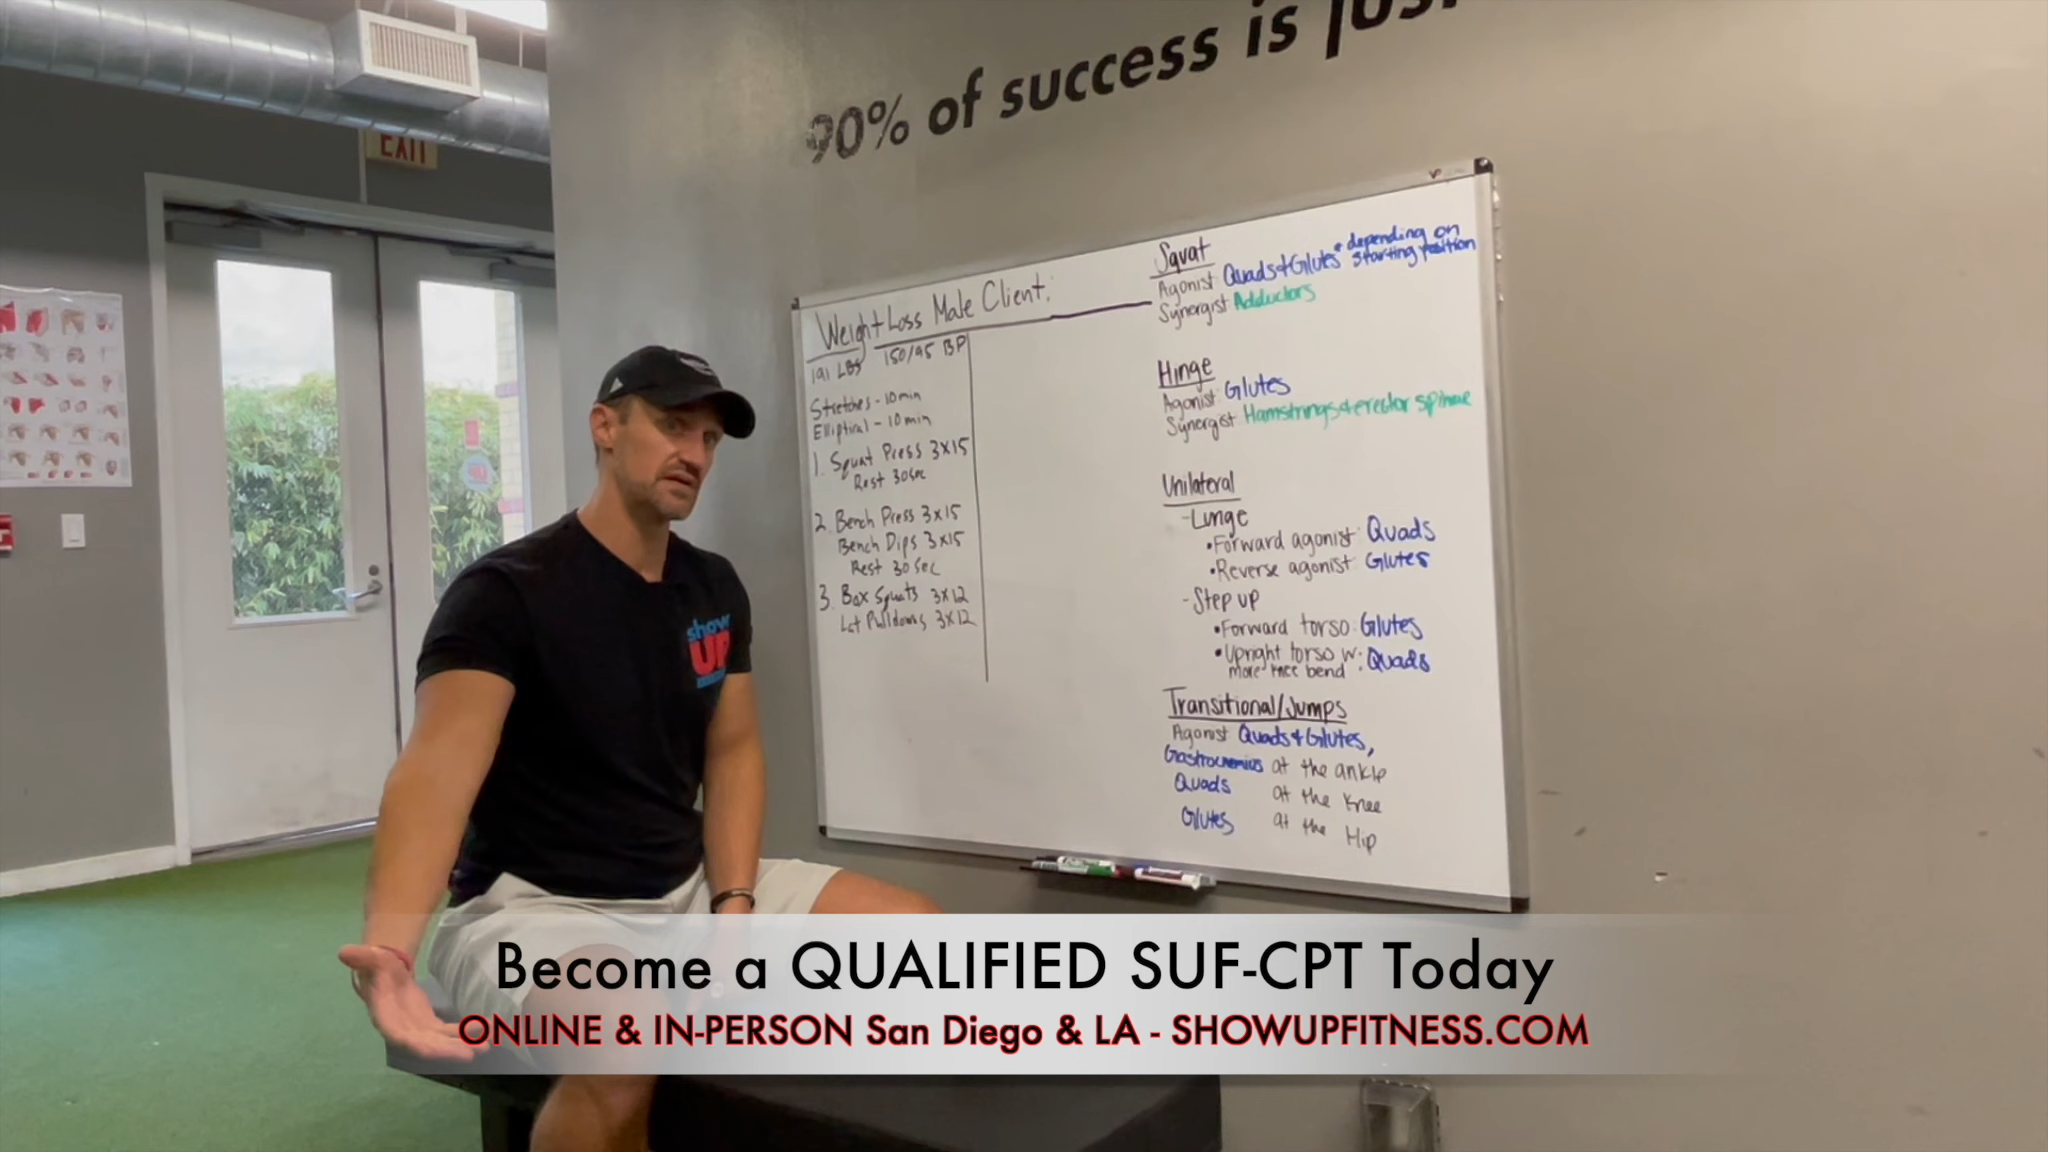 90% of success is
EXIT
Weight Loss Male Client:
191 LBS 150/95 BP
Stretches - 10 min
Elliptical - 10 min
1. Squat Press 3x15
Rest 30 sec
2. Bench Press 3x15
Bench Dips 3x15
Rest 30 Sec
3. Box Squats 3x12
Lat Pulldowns 3x12
Squat
Agonist Quads & Glutes * depending on
starting position
Synergist Adductors
Hinge
Agonist: Glutes
Synergist Hamstrings & erector spinae
Unilateral
- Lunge
• Forward agonist: Quads
• Reverse agonist Glutes
- Step up
• Forward torso: Glutes
• Upright torso w:
more knee bend : Quads
Transitional/Jumps
Agonist Quads & Glutes,
Gastrocnemius at the ankle
Quads at the knee
Glutes at the Hip
show
UP
Become a QUALIFIED SUF-CPT Today
ONLINE & IN-PERSON San Diego & LA - SHOWUPFITNESS.COM